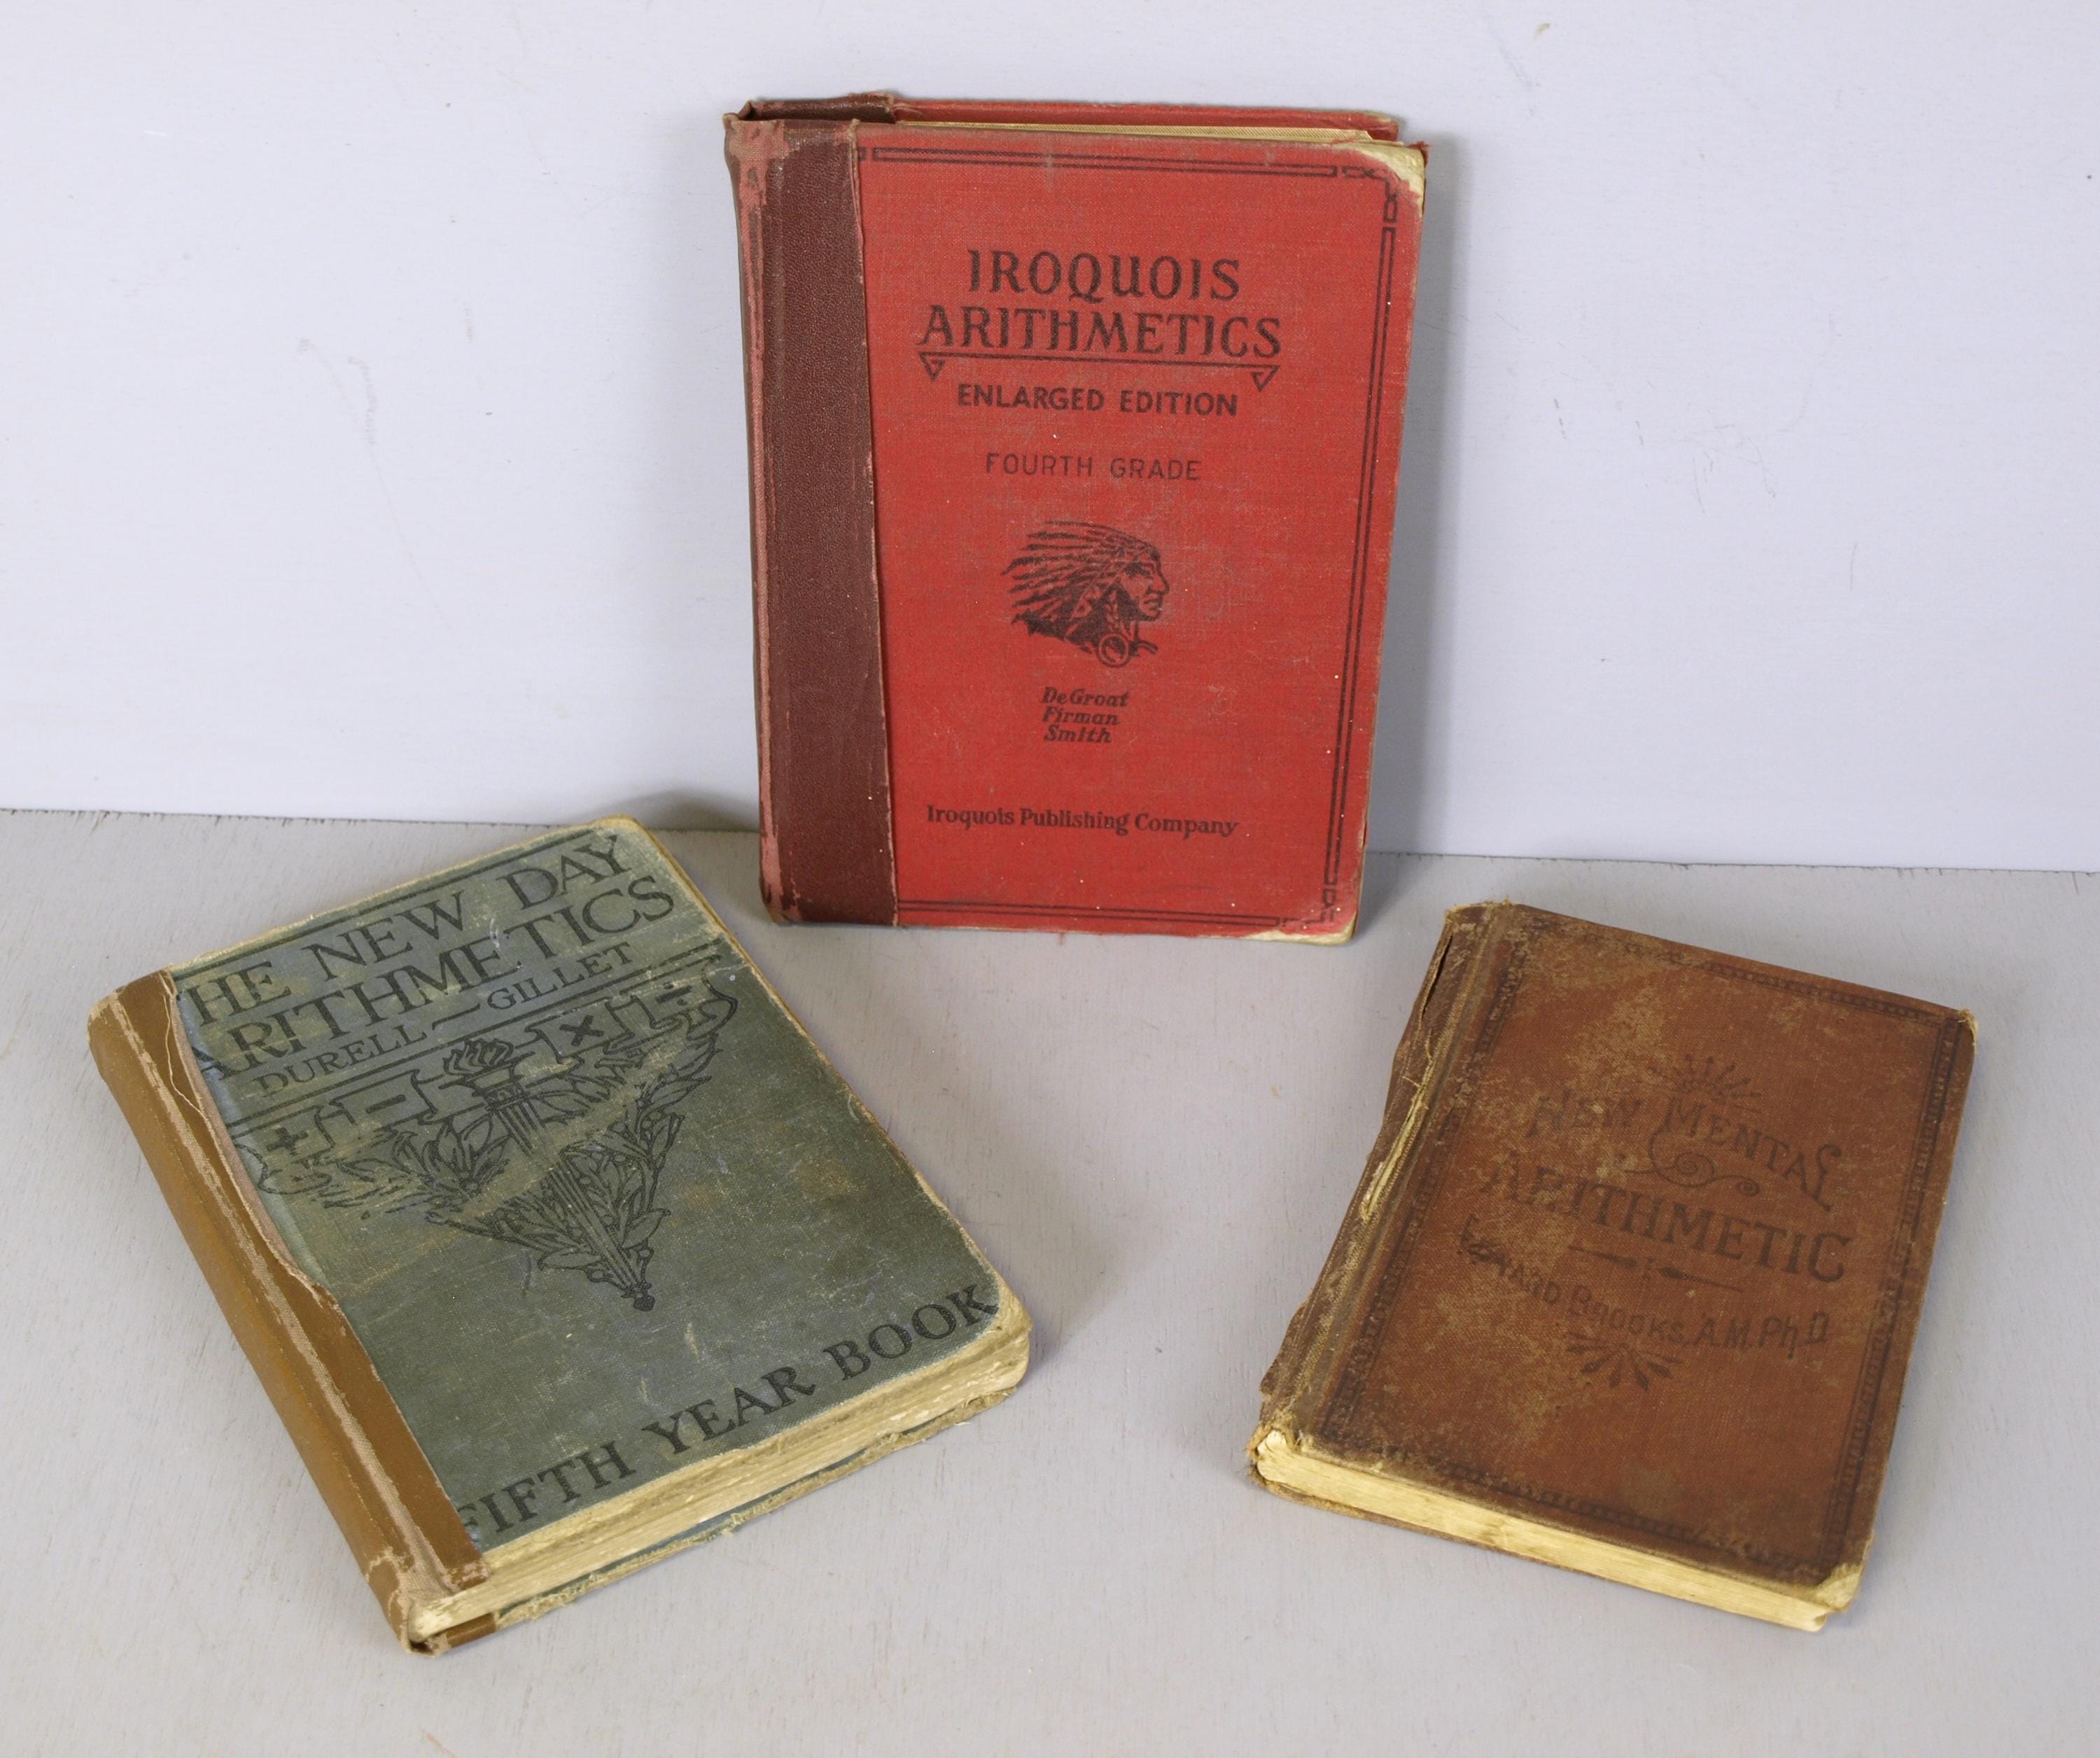 IROQUOIS
ARITHMETICS
ENLARGED EDITION
FOURTH GRADE
DeGroat
Firman
Smith
Iroquois Publishing Company
HE NEW DAY
ARITHMETICS
DURELL — GILLET
+ - × ÷
FIFTH YEAR BOOK
NEW MENTAL
ARITHMETIC
EDWARD BROOKS, A.M. Ph.D